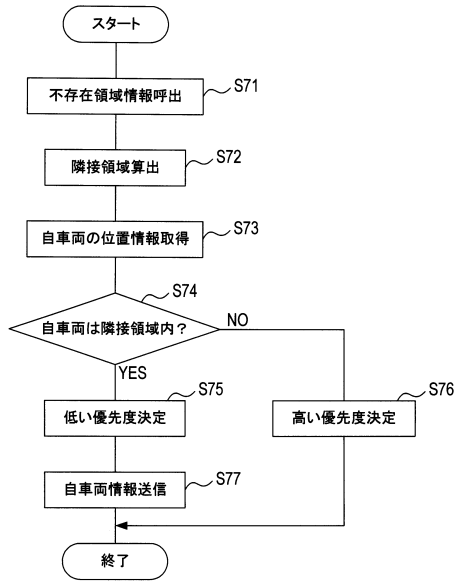 スタート
不存在領域情報呼出
S71
隣接領域算出
S72
自車両の位置情報取得
S73
S74
自車両は隣接領域内？
NO
YES
S75
低い優先度決定
S76
高い優先度決定
自車両情報送信
S77
終了